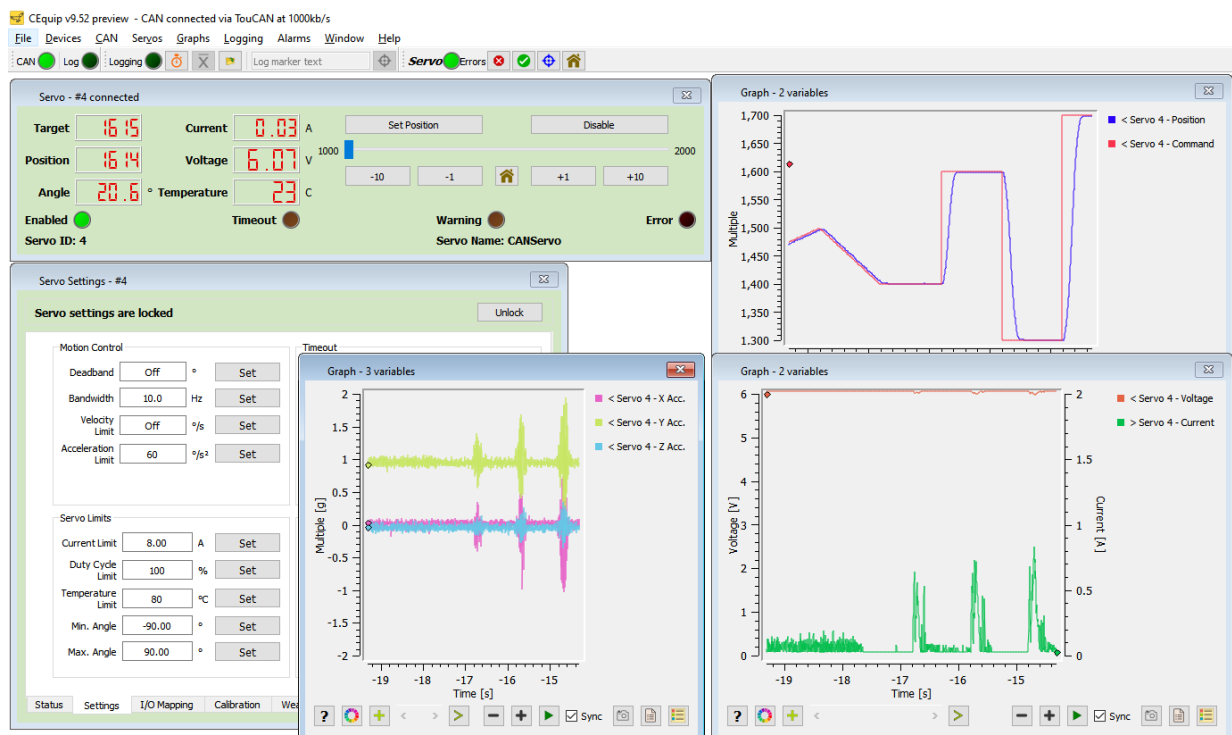 CEquip v9.52 preview - CAN connected via TouCAN at 1000kb/s
File Devices CAN Servos Graphs Logging Alarms Window Help
CAN Log Logging Log marker text Servo Errors
Servo - #4 connected
Target 1615 Current 0.03 A Set Position Disable
Position 1614 Voltage 6.07 V 1000 2000
-10 -1 +1 +10
Angle 20.6 ° Temperature 23 C
Enabled Timeout Warning Error
Servo ID: 4 Servo Name: CANServo
Graph - 2 variables
1,700
1,650
1,600
1,550
1,500
1,450
1,400
1,350
1,300
Multiple
< Servo 4 - Position
< Servo 4 - Command
Servo Settings - #4
Servo settings are locked Unlock
Motion Control
Deadband Off ° Set
Bandwidth 10.0 Hz Set
Velocity Limit Off °/s Set
Acceleration Limit 60 °/s² Set
Servo Limits
Current Limit 8.00 A Set
Duty Cycle Limit 100 % Set
Temperature Limit 80 ºC Set
Min. Angle -90.00 ° Set
Max. Angle 90.00 ° Set
Timeout
Status Settings I/O Mapping Calibration Wea
Graph - 3 variables
2
1.5
1
0.5
0
-0.5
-1
-1.5
-2
Multiple [g]
< Servo 4 - X Acc.
< Servo 4 - Y Acc.
< Servo 4 - Z Acc.
-19 -18 -17 -16 -15
Time [s]
? < > > Sync
Graph - 2 variables
6
5
4
3
2
1
0
Voltage [V]
2
1.5
1
0.5
0
Current [A]
< Servo 4 - Voltage
> Servo 4 - Current
-19 -18 -17 -16 -15
Time [s]
? < > > Sync